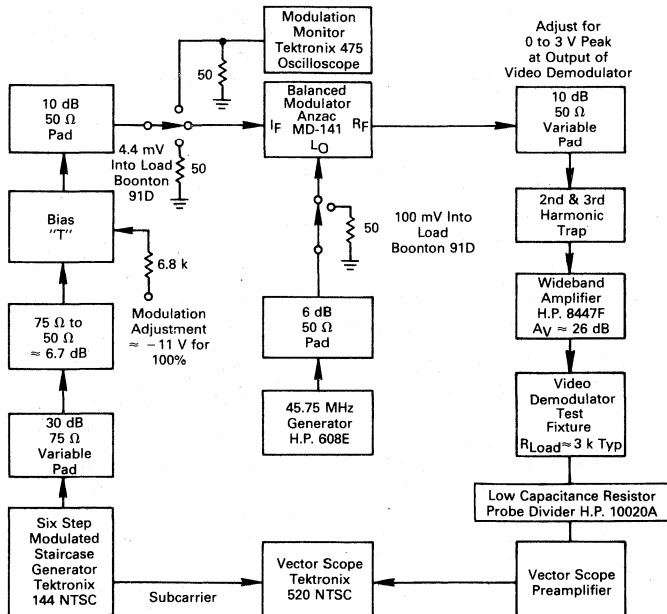 Modulation
Monitor
Tektronix 475
Oscilloscope
50
Adjust for
0 to 3 V Peak
at Output of
Video Demodulator
10 dB
50 Ω
Pad
4.4 mV
Into Load
Boonton
91D
50
Balanced
Modulator
Anzac
MD-141
IF
RF
LO
10 dB
50 Ω
Variable
Pad
Bias
"T"
6.8 k
Modulation
Adjustment
≈ −11 V for
100%
50
100 mV Into
Load
Boonton 91D
2nd & 3rd
Harmonic
Trap
75 Ω to
50 Ω
≈ 6.7 dB
6 dB
50 Ω
Pad
Wideband
Amplifier
H.P. 8447F
AV ≈ 26 dB
30 dB
75 Ω
Variable
Pad
45.75 MHz
Generator
H.P. 608E
Video
Demodulator
Test
Fixture
RLoad≈3 k Typ
Low Capacitance Resistor
Probe Divider H.P. 10020A
Six Step
Modulated
Staircase
Generator
Tektronix
144 NTSC
Subcarrier
Vector Scope
Tektronix
520 NTSC
Vector Scope
Preamplifier